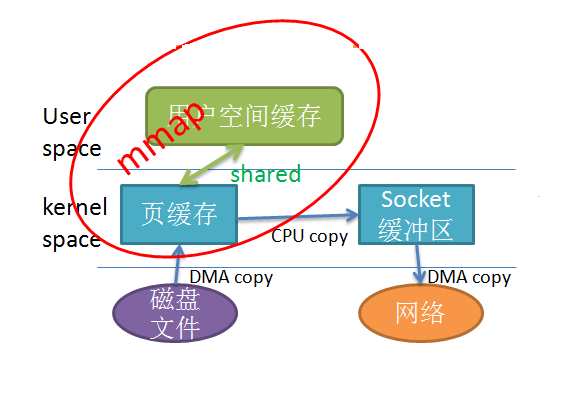 User
space
用户空间缓存
mmap
shared
kernel
space
页缓存
CPU copy
Socket
缓冲区
DMA copy
DMA copy
磁盘
文件
网络